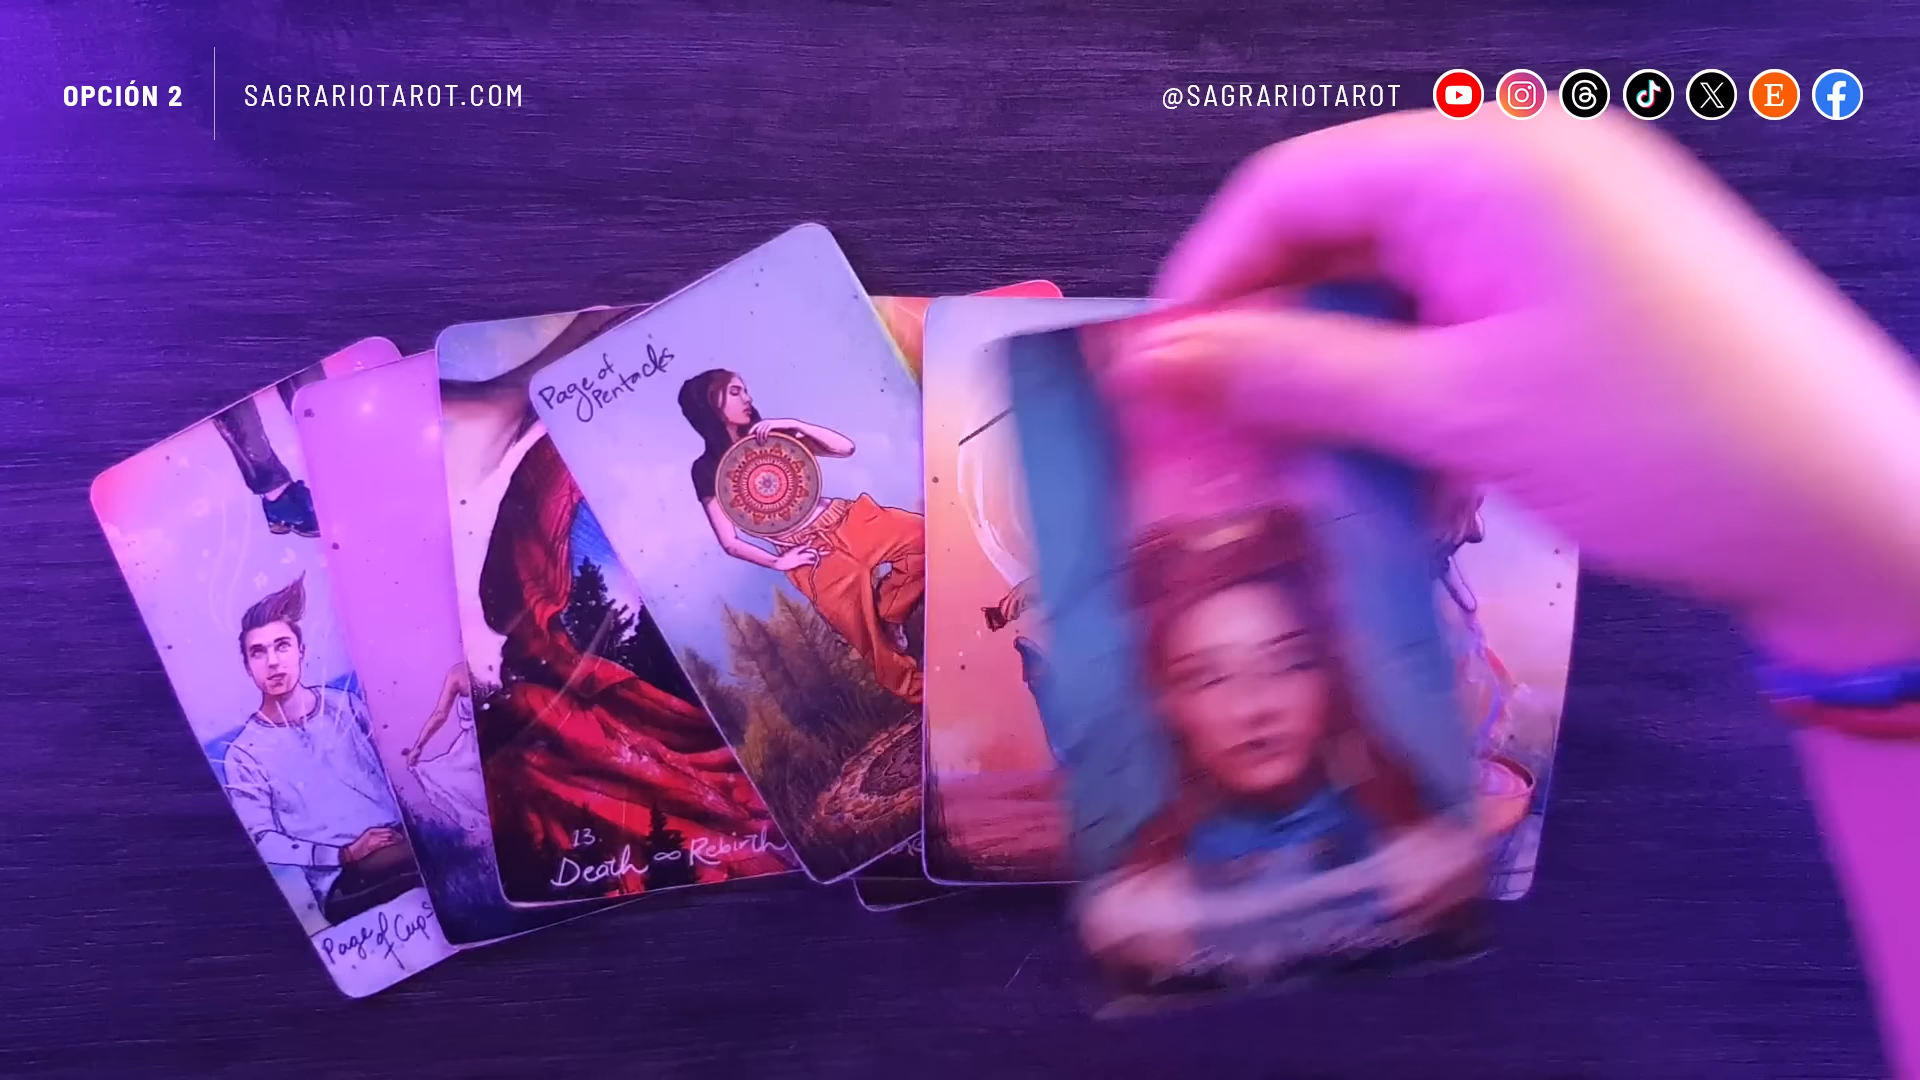 OPCIÓN 2
SAGRARIOTAROT.COM
@SAGRARIOTAROT
E
Page of
Pentacles
13.
Death ∞ Rebirth
Page of Cups